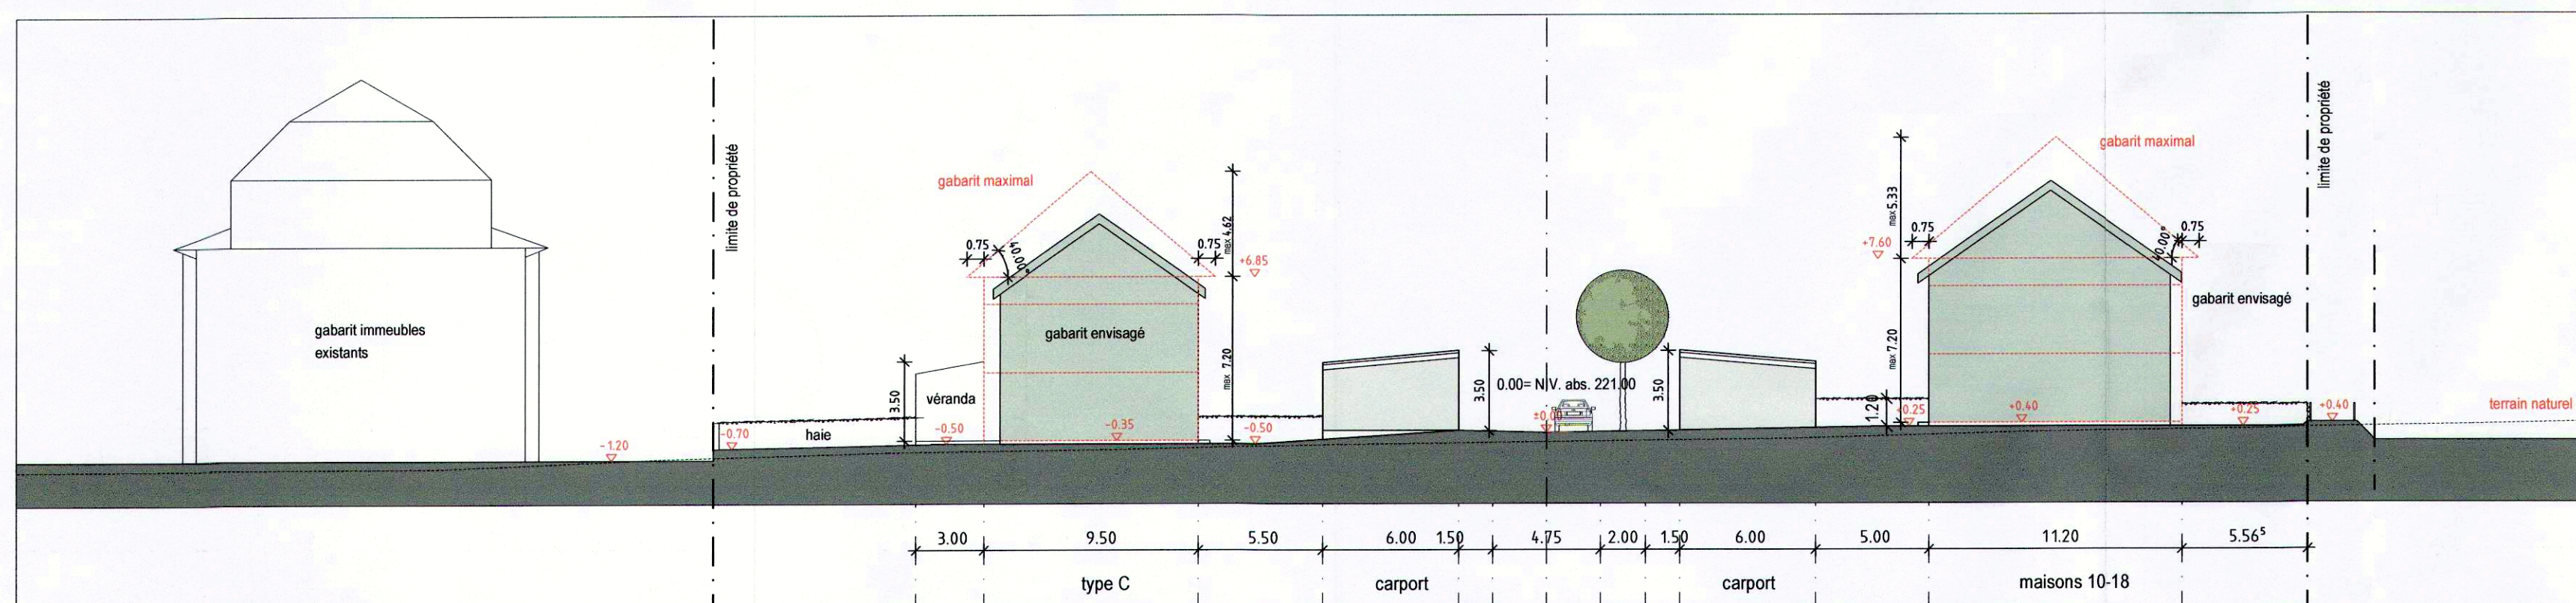 limite de propriété
limite de propriété
gabarit maximal
gabarit maximal
max 5.33
0.75
0.75
max 4.62
0.75
0.75
40.00°
40.00°
+7.60
+6.85
gabarit envisagé
gabarit immeubles
existants
gabarit envisagé
max 7.20
max 7.20
3.50
véranda
3.50
0.00= NIV. abs. 221.00
3.50
1.20
±0,00
+0.25
+0,40
+0.25
+0.40
terrain naturel
-1.20
-0.70
haie
-0.50
-0.35
-0.50
3.00
9.50
5.50
6.00
1.50
4.75
2.00
1.50
6.00
5.00
11.20
5.56⁵
type C
carport
carport
maisons 10-18